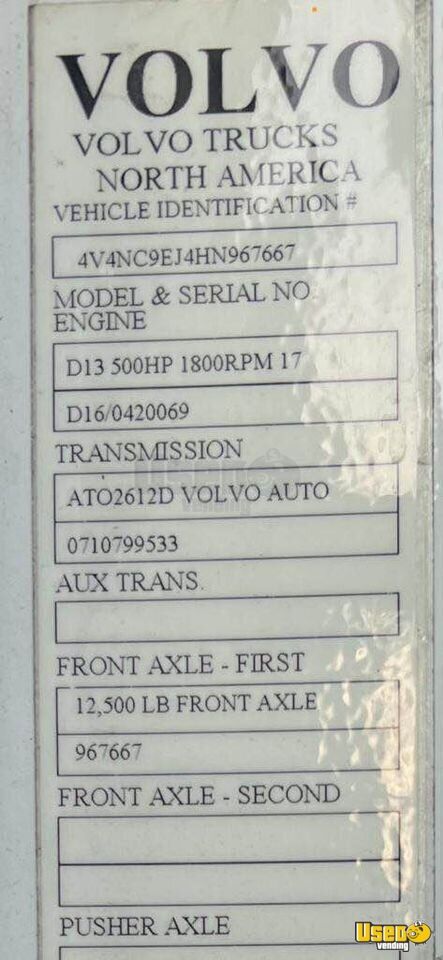 VOLVO
VOLVO TRUCKS
NORTH AMERICA
VEHICLE IDENTIFICATION #
4V4NC9EJ4HN967667
MODEL & SERIAL NO
ENGINE
D13 500HP 1800RPM 17
D16/0420069
TRANSMISSION
ATO2612D VOLVO AUTO
0710799533
AUX TRANS.
FRONT AXLE - FIRST
12,500 LB FRONT AXLE
967667
FRONT AXLE - SECOND
PUSHER AXLE
Used
vending